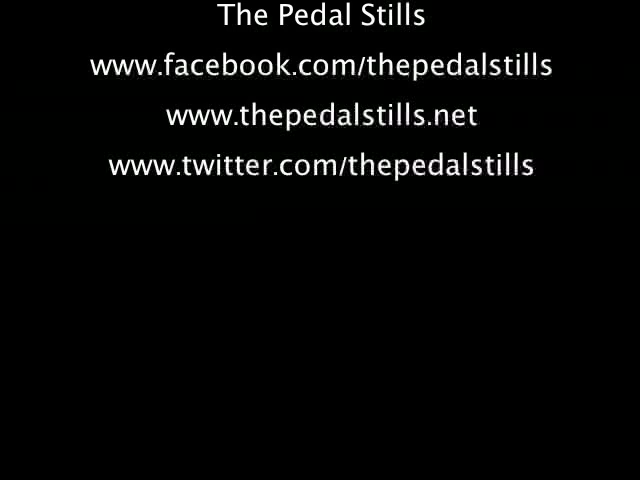 The Pedal Stills
www.facebook.com/thepedalstills
www.thepedalstills.net
www.twitter.com/thepedalstills